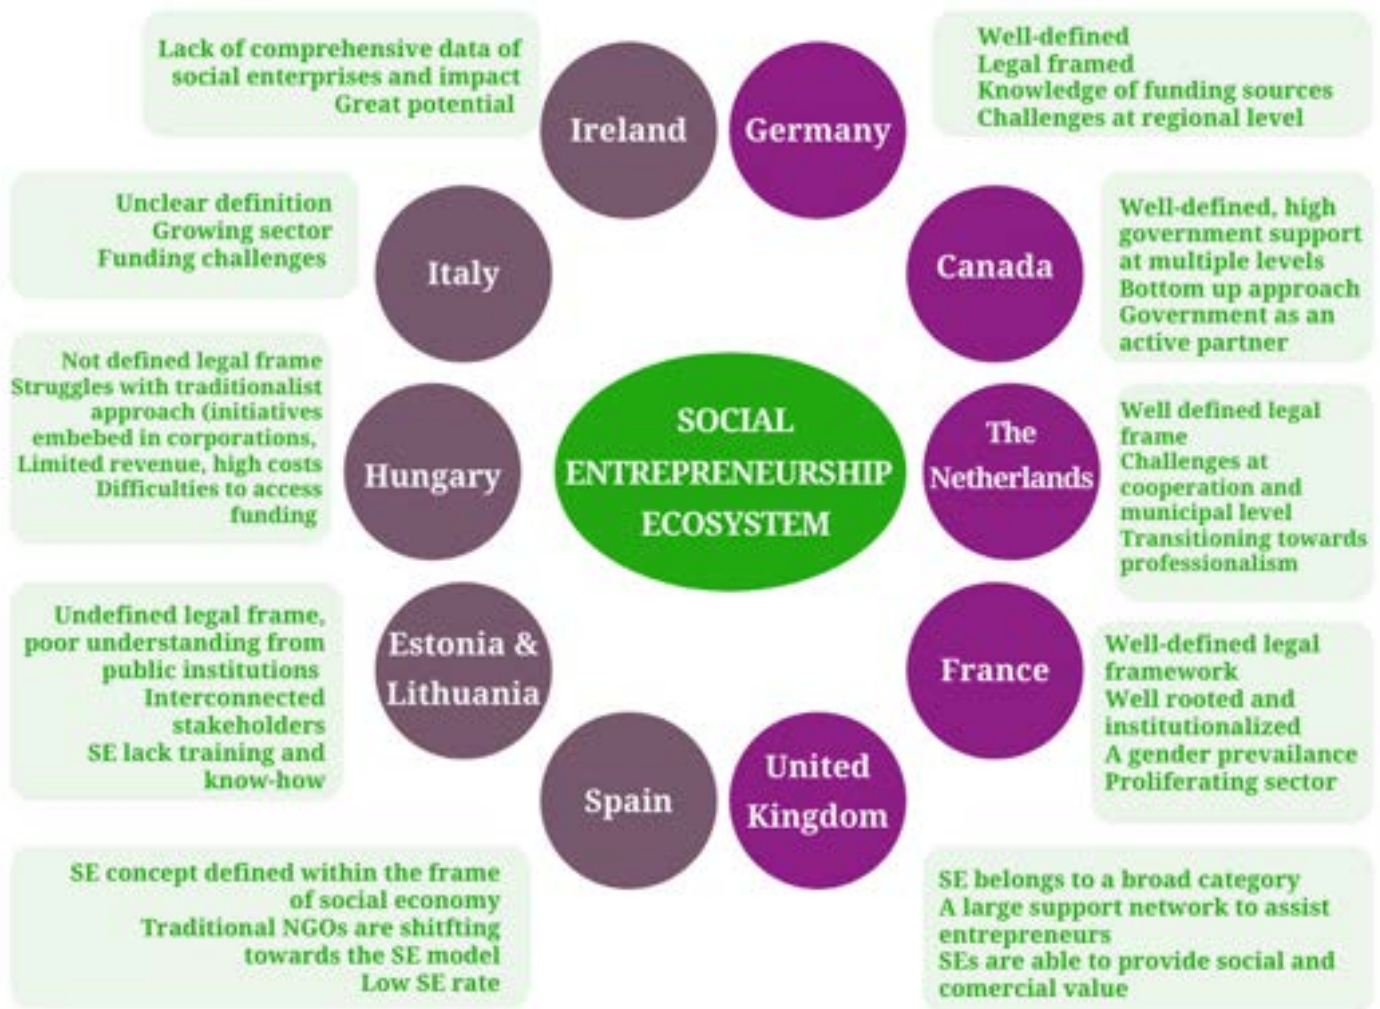 Lack of comprehensive data of
social enterprises and impact
Great potential
Ireland
Germany
Well-defined
Legal framed
Knowledge of funding sources
Challenges at regional level
Unclear definition
Growing sector
Funding challenges
Italy
Canada
Well-defined, high
government support
at multiple levels
Bottom up approach
Government as an
active partner
Not defined legal frame
Struggles with traditionalist
approach (initiatives
embebed in corporations,
Limited revenue, high costs
Difficulties to access
funding
Hungary
SOCIAL
ENTREPRENEURSHIP
ECOSYSTEM
The
Netherlands
Well defined legal
frame
Challenges at
cooperation and
municipal level
Transitioning towards
professionalism
Undefined legal frame,
poor understanding from
public institutions
Interconnected
stakeholders
SE lack training and
know-how
Estonia &
Lithuania
France
Well-defined legal
framework
Well rooted and
institutionalized
A gender prevailance
Proliferating sector
Spain
United
Kingdom
SE concept defined within the frame
of social economy
Traditional NGOs are shitfting
towards the SE model
Low SE rate
SE belongs to a broad category
A large support network to assist
entrepreneurs
SEs are able to provide social and
comercial value